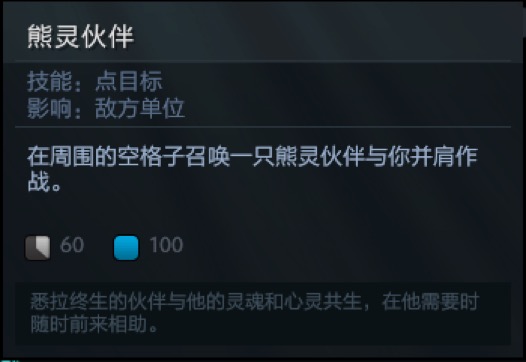 熊灵伙伴
技能：点目标
影响：敌方单位
在周围的空格子召唤一只熊灵伙伴与你并肩作
战。
60 100
悉拉终生的伙伴与他的灵魂和心灵共生，在他需要时
随时前来相助。